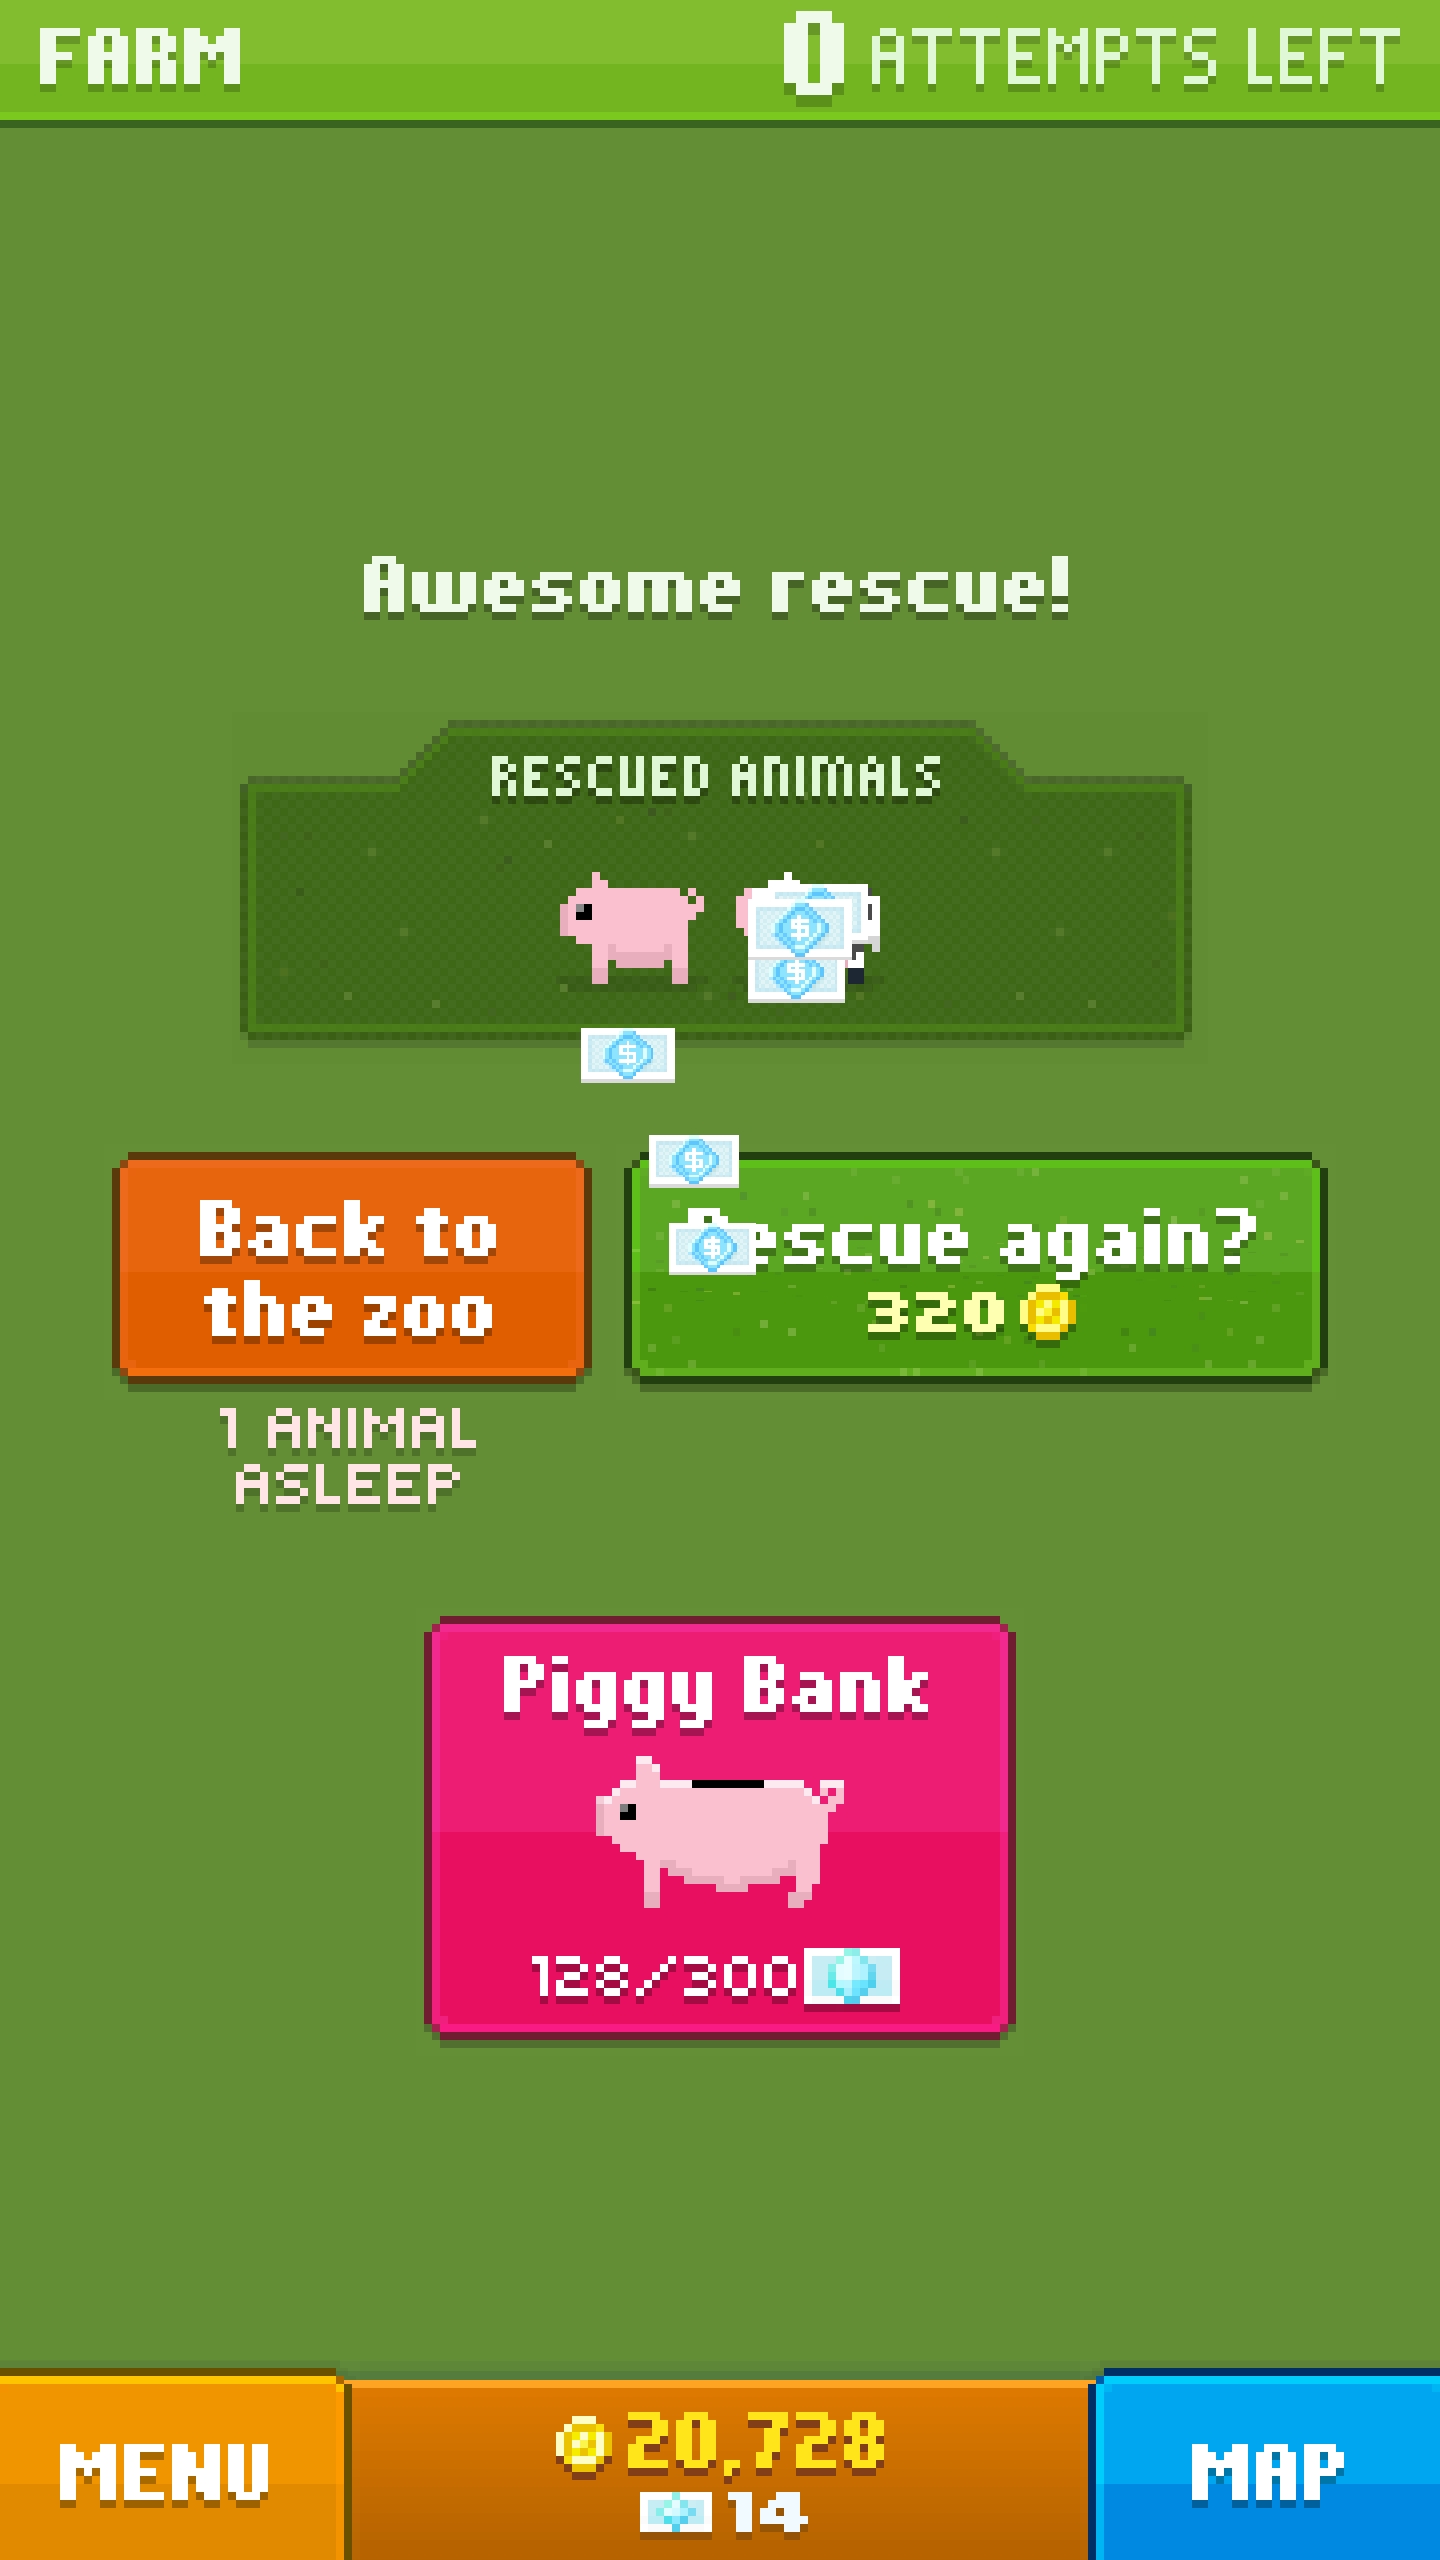 FARM
0 ATTEMPTS LEFT
Awesome rescue!
RESCUED ANIMALS
$
$
$
$
$
Back to
the zoo
Rescue again?
320
1 ANIMAL
ASLEEP
Piggy Bank
128/300
MENU
20,728
14
MAP